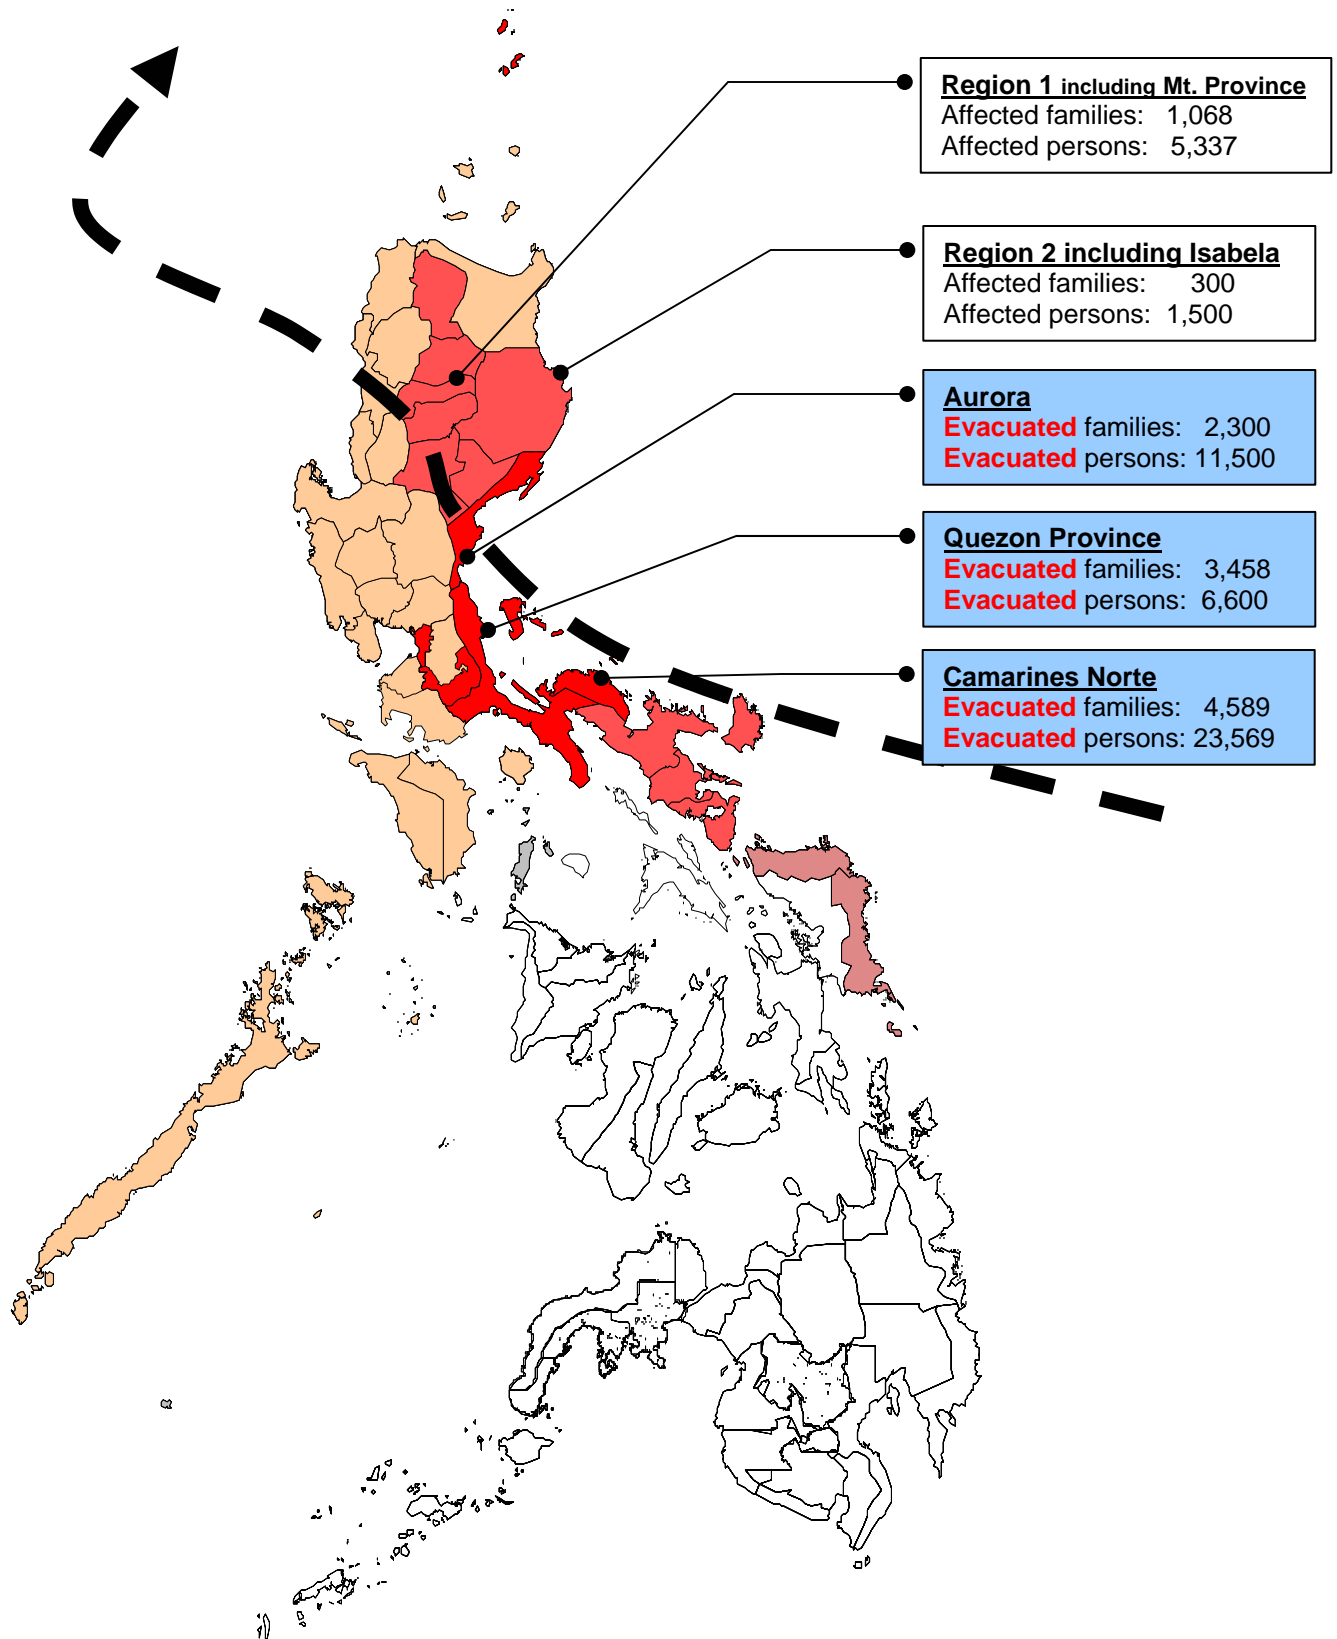 Region 1 including Mt. Province
Affected families: 1,068
Affected persons: 5,337
Region 2 including Isabela
Affected families: 300
Affected persons: 1,500
Aurora
Evacuated families: 2,300
Evacuated persons: 11,500
Quezon Province
Evacuated families: 3,458
Evacuated persons: 6,600
Camarines Norte
Evacuated families: 4,589
Evacuated persons: 23,569